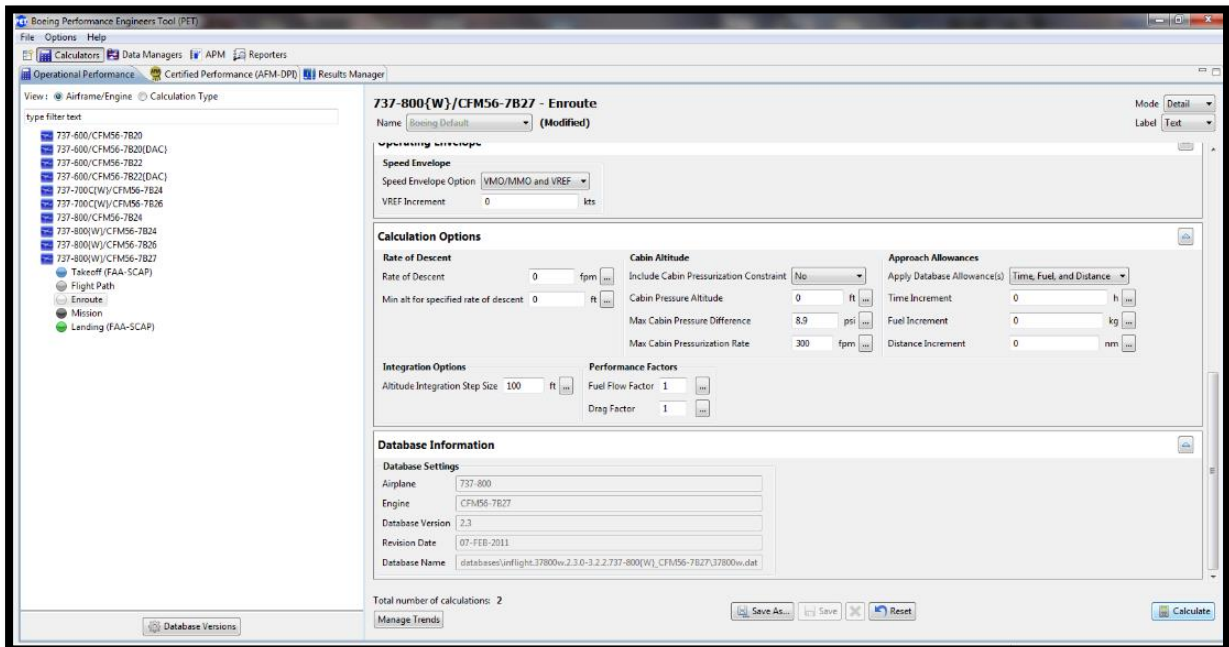 Boeing Performance Engineers Tool (PET)
File Options Help
Calculators Data Managers APM Reporters
Operational Performance Certified Performance (AFM-DPI) Results Manager
View: Airframe/Engine Calculation Type
type filter text
737-600/CFM56-7B20
737-600/CFM56-7B20{DAC}
737-600/CFM56-7B22
737-600/CFM56-7B22{DAC}
737-700C{W}/CFM56-7B24
737-700C{W}/CFM56-7B26
737-800/CFM56-7B24
737-800{W}/CFM56-7B24
737-800{W}/CFM56-7B26
737-800{W}/CFM56-7B27
Takeoff (FAA-SCAP)
Flight Path
Enroute
Mission
Landing (FAA-SCAP)
Database Versions
737-800{W}/CFM56-7B27 - Enroute
Mode Detail
Name Boeing Default (Modified)
Label Text
Operating Envelope
Speed Envelope
Speed Envelope Option VMO/MMO and VREF
VREF Increment 0 kts
Calculation Options
Rate of Descent
Rate of Descent 0 fpm ...
Min alt for specified rate of descent 0 ft ...
Cabin Altitude
Include Cabin Pressurization Constraint No
Cabin Pressure Altitude 0 ft ...
Max Cabin Pressure Difference 8.9 psi ...
Max Cabin Pressurization Rate 300 fpm ...
Approach Allowances
Apply Database Allowance(s) Time, Fuel, and Distance
Time Increment 0 h ...
Fuel Increment 0 kg ...
Distance Increment 0 nm ...
Integration Options
Altitude Integration Step Size 100 ft ...
Performance Factors
Fuel Flow Factor 1 ...
Drag Factor 1 ...
Database Information
Database Settings
Airplane 737-800
Engine CFM56-7B27
Database Version 2.3
Revision Date 07-FEB-2011
Database Name databases\inflight.37800w.2.3.0-3.2.2.737-800{W}_CFM56-7B27\37800w.dat
Total number of calculations: 2
Manage Trends
Save As... Save Reset
Calculate